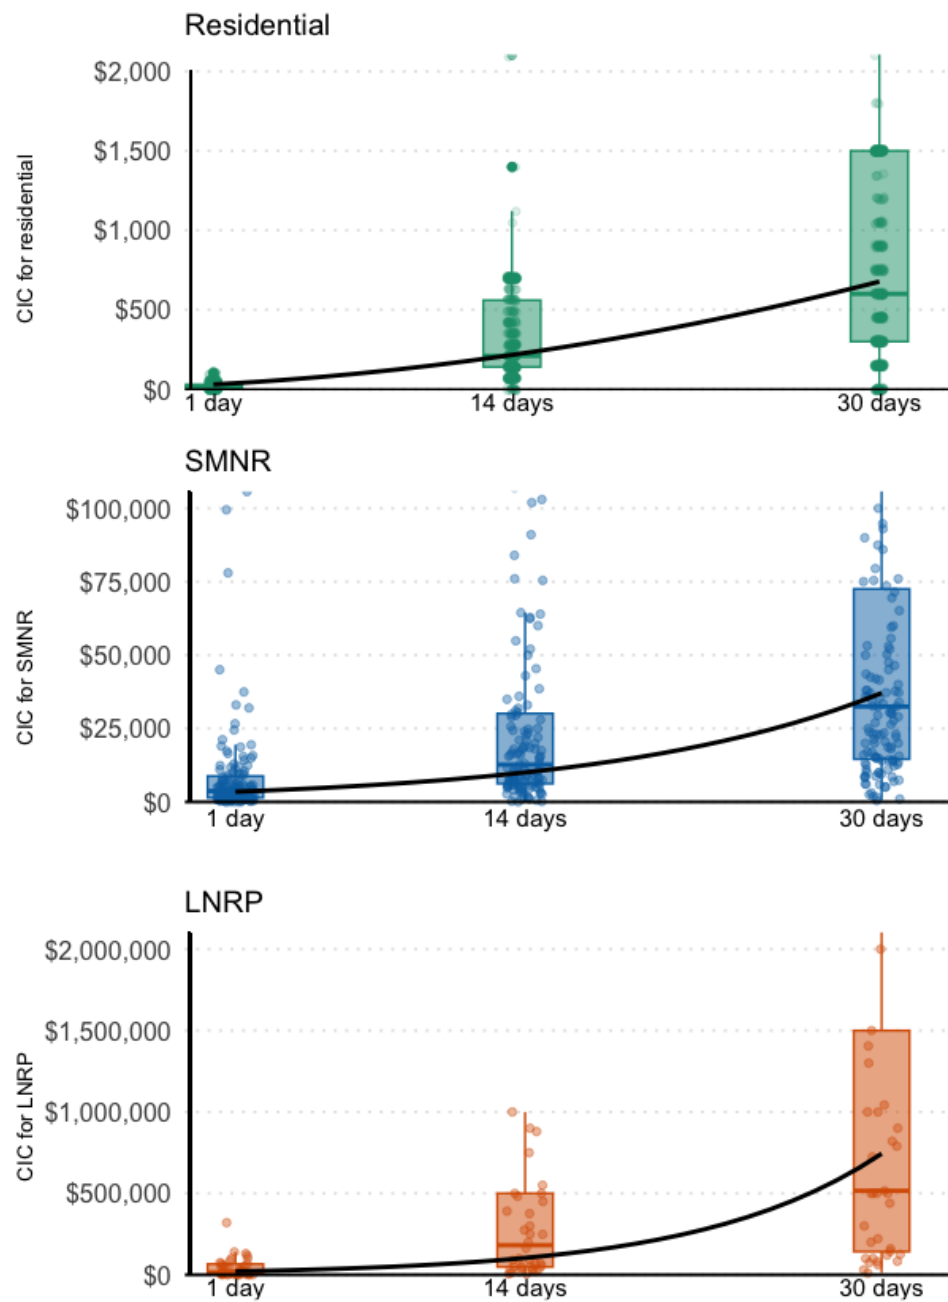 Residential
CIC for residential
$2,000
$1,500
$1,000
$500
$0
1 day
14 days
30 days
SMNR
CIC for SMNR
$100,000
$75,000
$50,000
$25,000
$0
1 day
14 days
30 days
LNRP
CIC for LNRP
$2,000,000
$1,500,000
$1,000,000
$500,000
$0
1 day
14 days
30 days